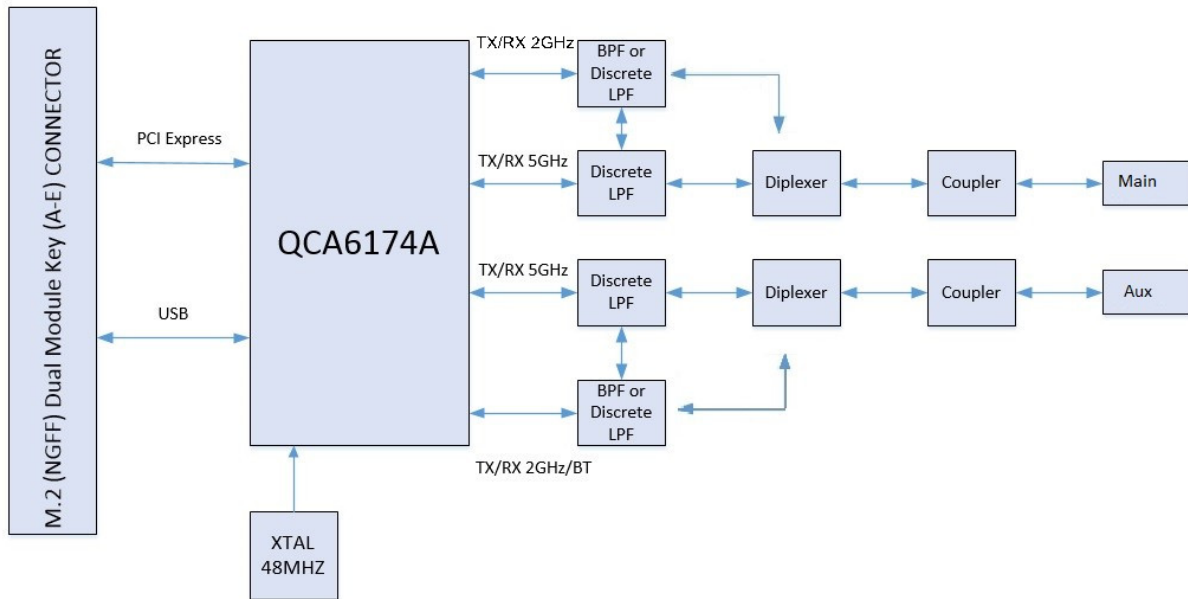 M.2 (NGFF) Dual Module Key (A-E) CONNECTOR
PCI Express
USB
QCA6174A
XTAL
48MHZ
TX/RX 2GHz
BPF or
Discrete
LPF
TX/RX 5GHz
Discrete
LPF
Diplexer
Coupler
Main
TX/RX 5GHz
Discrete
LPF
Diplexer
Coupler
Aux
BPF or
Discrete
LPF
TX/RX 2GHz/BT